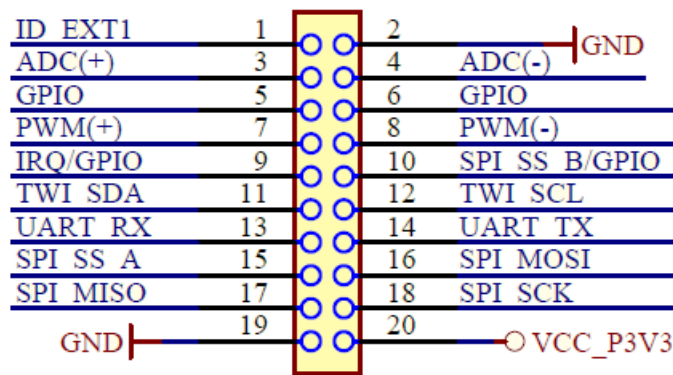 ID_EXT1 1 2 GND
ADC(+) 3 4 ADC(-)
GPIO 5 6 GPIO
PWM(+) 7 8 PWM(-)
IRQ/GPIO 9 10 SPI_SS_B/GPIO
TWI_SDA 11 12 TWI_SCL
UART_RX 13 14 UART_TX
SPI_SS_A 15 16 SPI_MOSI
SPI_MISO 17 18 SPI_SCK
GND 19 20 VCC_P3V3